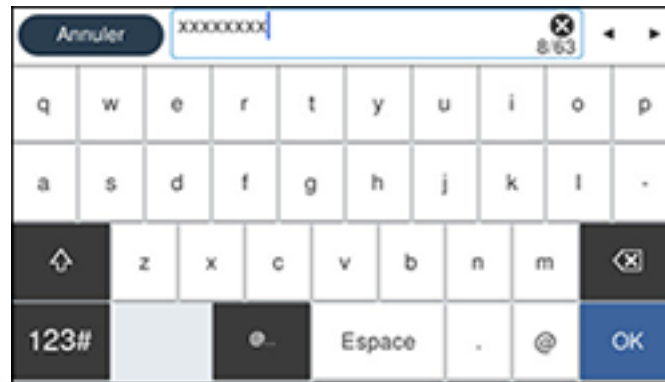 Annuler xxxxxxxx 8/63
q w e r t y u i o p
a s d f g h j k l -
z x c v b n m
123# @... Espace . @ OK